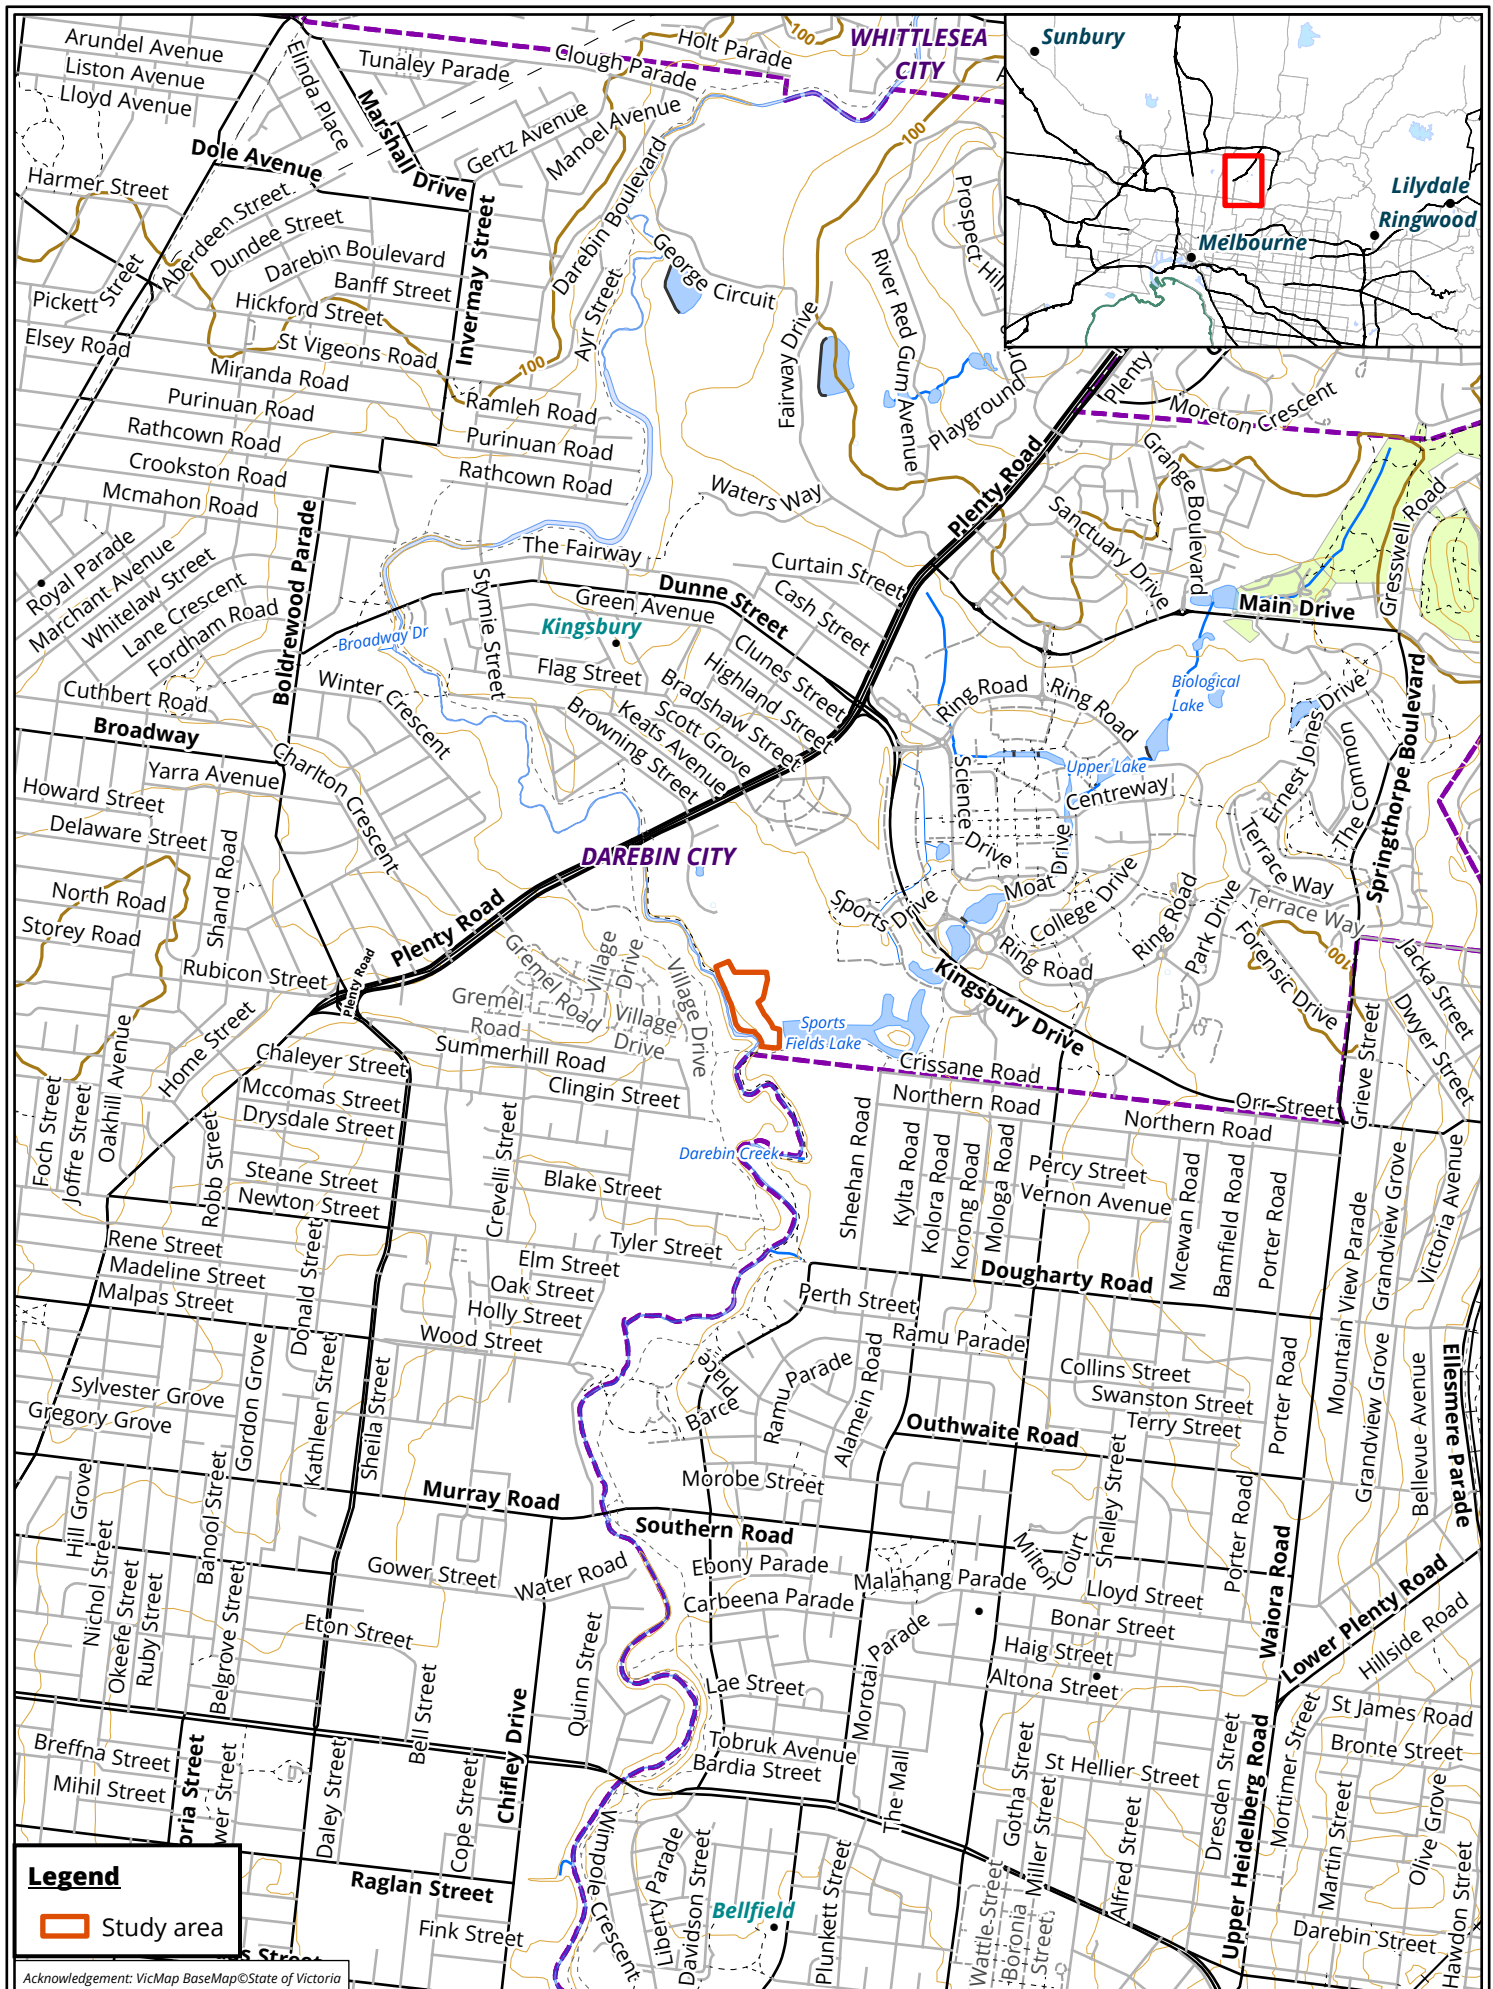 Arundel Avenue
Liston Avenue
Lloyd Avenue
Elinda Place
Tunaley Parade
Marshall Drive
Clough Parade
Holt Parade
100
WHITTLESEA
CITY
Sunbury
Lilydale
Ringwood
Melbourne
Dole Avenue
Gertz Avenue
Manoel Avenue
100
Harmer Street
Aberdeen Street
Dundee Street
Darebin Boulevard
Banff Street
Invermay Street
Darebin Boulevard
George Circuit
Ayr Street
Prospect Hill
River Red Gum Avenue
Fairway Drive
Pickett Street
Hickford Street
Elsey Road
St Vigeons Road
Miranda Road
100
Purinuan Road
Ramleh Road
Rathcown Road
Purinuan Road
Crookston Road
Rathcown Road
Mcmahon Road
Playground
Plenty
Moreton Crescent
Plenty Road
Grange Boulevard
Sanctuary Drive
Gresswell Road
Waters Way
The Fairway
Curtain Street
Dunne Street
Green Avenue
Cash Street
Royal Parade
Marchant Avenue
Whitelaw Street
Lane Crescent
Fordham Road
Boldrewood Parade
Broadway Dr
Stymie Street
Kingsbury
Main Drive
Flag Street
Clunes Street
Highland Street
Bradshaw Street
Scott Grove
Keats Avenue
Browning Street
Cuthbert Road
Winter Crescent
Broadway
Ring Road
Ring Road
Biological
Lake
Springthorpe Boulevard
Ernest Jones Drive
The Common
Yarra Avenue
Charlton Crescent
Howard Street
Delaware Street
Science
Drive
Upper Lake
Centreway
Moat Drive
College Drive
Terrace Way
Terrace Way
DAREBIN CITY
North Road
Shand Road
Storey Road
Plenty Road
Sports Drive
Ring Road
Ring Road
Park Drive
Forensic Drive
100
Rubicon Street
Plenty Road
Gremel Road
Gremel
Road
Village
Drive
Village
Drive
Village Drive
Kingsbury Drive
Jacka Street
Dwyer Street
Sports
Fields Lake
Home Street
Chaleyer Street
Summerhill Road
Clingin Street
Crissane Road
Northern Road
Orr Street
Northern Road
Grieve Street
Foch Street
Joffre Street
Oakhill Avenue
Mccomas Street
Drysdale Street
Robb Street
Steane Street
Newton Street
Crevelli Street
Blake Street
Darebin Creek
Sheehan Road
Kylta Road
Kolora Road
Korong Road
Mologa Road
Percy Street
Vernon Avenue
Mcewan Road
Bamfield Road
Porter Road
Mountain View Parade
Grandview Grove
Victoria Avenue
Rene Street
Madeline Street
Malpas Street
Donald Street
Tyler Street
Elm Street
Oak Street
Holly Street
Wood Street
Dougharty Road
Perth Street
Ramu Parade
Collins Street
Swanston Street
Terry Street
Porter Road
Sylvester Grove
Gregory Grove
Gordon Grove
Kathleen Street
Sheila Street
Barce Place
Ramu Parade
Alamein Road
Outhwaite Road
Grandview Grove
Bellevue Avenue
Ellesmere Parade
Morobe Street
Murray Road
Southern Road
Shelley Street
Porter Road
Waiora Road
Hill Grove
Nichol Street
Okeefe Street
Ruby Street
Banool Street
Belgrove Street
Gower Street
Water Road
Ebony Parade
Carbeena Parade
Malahang Parade
Milton
Court
Lloyd Street
Bonar Street
Haig Street
Altona Street
Lower Plenty Road
Hillside Road
Eton Street
Bell Street
Quinn Street
Lae Street
Morotai Parade
Tobruk Avenue
Bardia Street
St James Road
Bronte Street
Breffna Street
Mihil Street
oria Street
wer Street
Daley Street
Cope Street
Chifley Drive
The Mall
Gotha Street
St Hellier Street
Miller Street
Alfred Street
Dresden Street
Upper Heidelberg Road
Mortimer Street
Martin Street
Olive Grove
Raglan Street
Fink Street
Wimpole Crescent
Liberty Parade
Davidson Street
Bellfield
Plunkett Street
Wattle Street
Boronia
Street
Darebin Street
Hawdon Street
Legend
Study area
Acknowledgement: VicMap BaseMap©State of Victoria